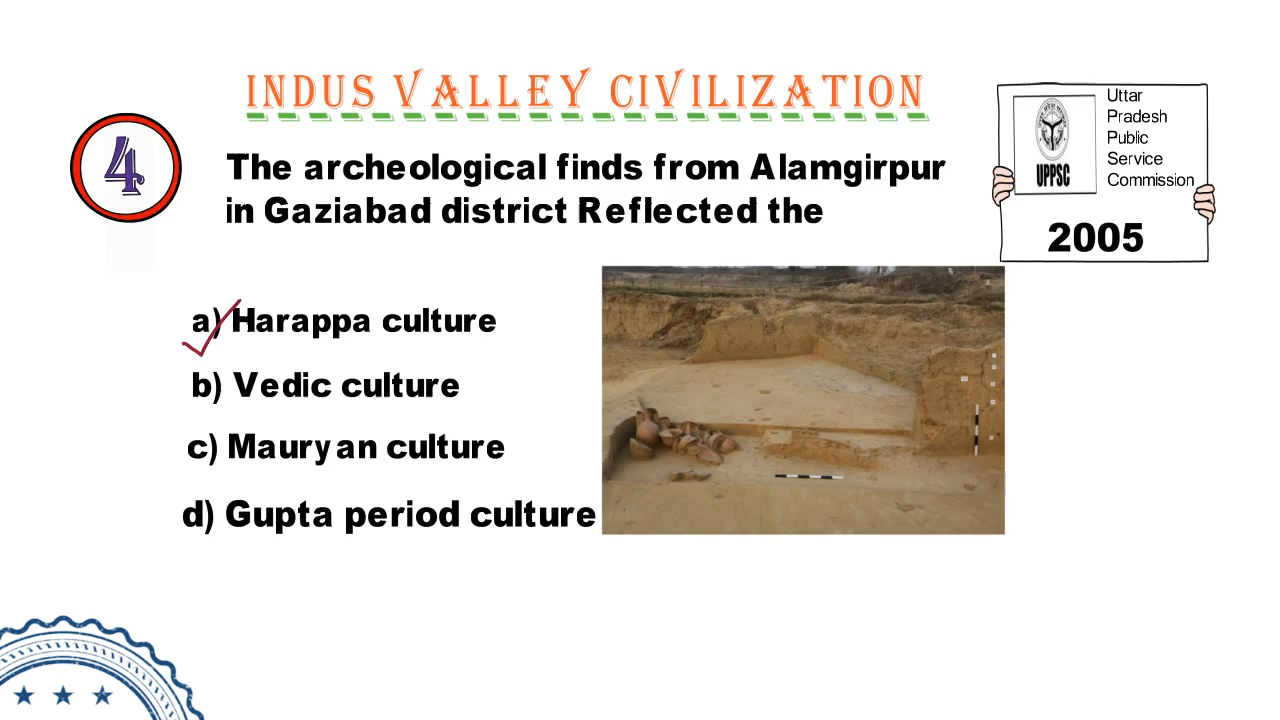 INDUS VALLEY CIVILIZATION
4
The archeological finds from Alamgirpur
in Gaziabad district Reflected the
a) Harappa culture
b) Vedic culture
c) Mauryan culture
d) Gupta period culture
UPPSC
Uttar
Pradesh
Public
Service
Commission
2005